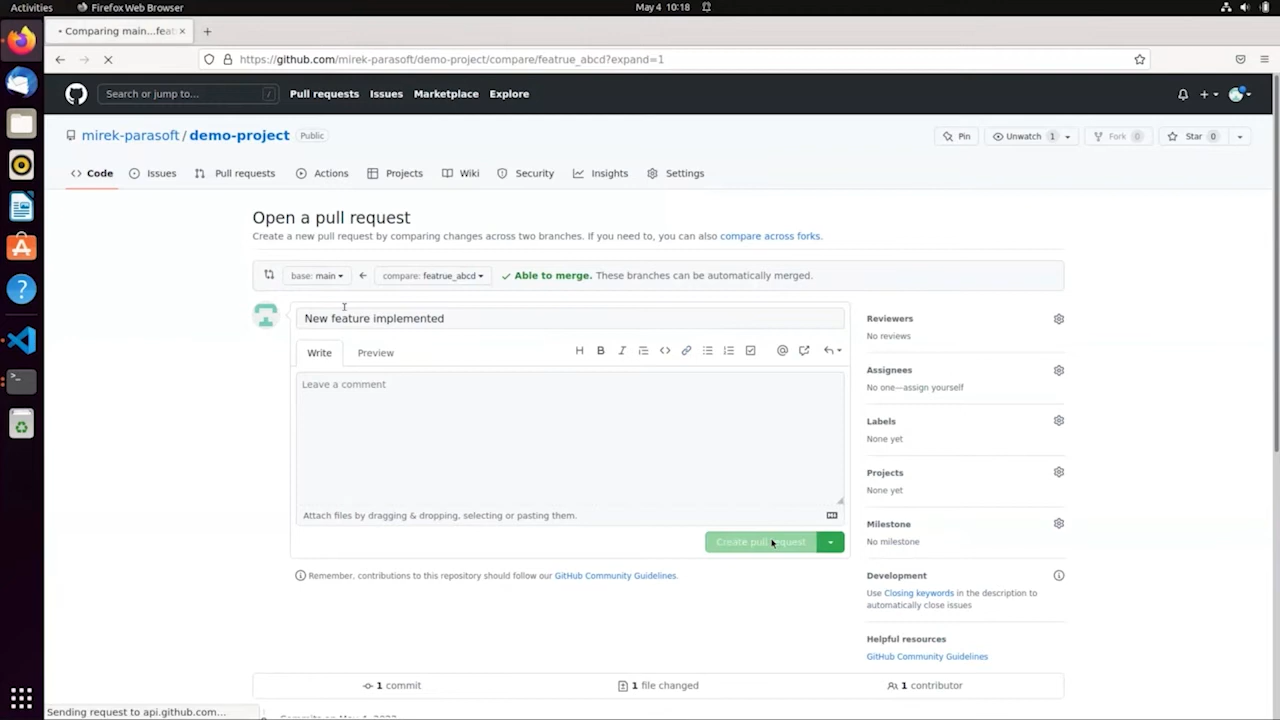 Activities
Firefox Web Browser
May 4 10:18
Comparing main...feat
https://github.com/mirek-parasoft/demo-project/compare/featrue_abcd?expand=1
Search or jump to...
/
Pull requests
Issues
Marketplace
Explore
mirek-parasoft / demo-project
Public
Pin
Unwatch 1
Fork 0
Star 0
Code
Issues
Pull requests
Actions
Projects
Wiki
Security
Insights
Settings
Open a pull request
Create a new pull request by comparing changes across two branches. If you need to, you can also compare across forks.
base: main
compare: featrue_abcd
Able to merge. These branches can be automatically merged.
New feature implemented
Write
Preview
Leave a comment
Attach files by dragging & dropping, selecting or pasting them.
Create pull request
Remember, contributions to this repository should follow our GitHub Community Guidelines.
Reviewers
No reviews
Assignees
No one—assign yourself
Labels
None yet
Projects
None yet
Milestone
No milestone
Development
Use Closing keywords in the description to
automatically close issues
Helpful resources
GitHub Community Guidelines
1 commit
1 file changed
1 contributor
Sending request to api.github.com...
Commits on May 4, 2022